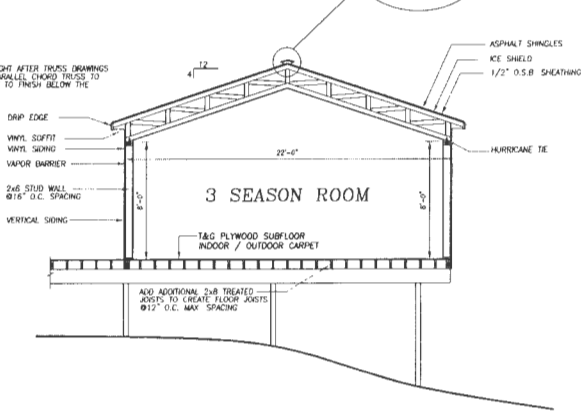 GHT AFTER TRUSS DRAWINGS
PARALLEL CHORD TRUSS TO
TO FINISH BELOW THE
12
4
ASPHALT SHINGLES
ICE SHIELD
1/2" O.S.B SHEATHING
DRIP EDGE
VINYL SOFFIT
VINYL SIDING
VAPOR BARRIER
2x6 STUD WALL
@16" O.C. SPACING
VERTICAL SIDING
HURRICANE TIE
22'-0"
8'-0"
8'-0"
3 SEASON ROOM
T&G PLYWOOD SUBFLOOR
INDOOR / OUTDOOR CARPET
ADD ADDITIONAL 2x8 TREATED
JOISTS TO CREATE FLOOR JOISTS
@12" O.C. MAX SPACING